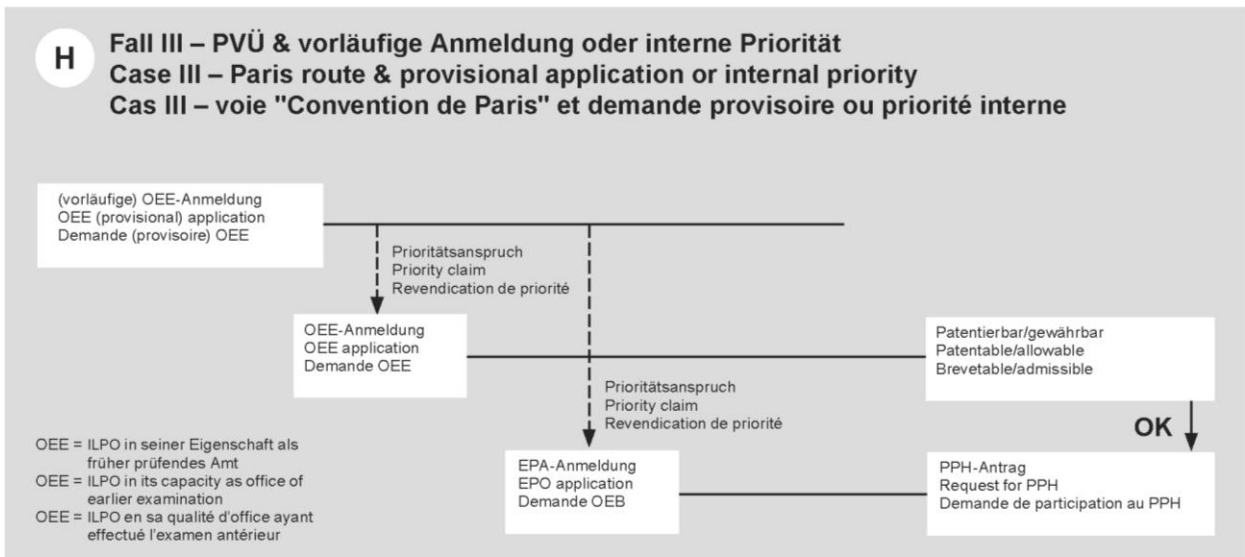 H
Fall III – PVÜ & vorläufige Anmeldung oder interne Priorität
Case III – Paris route & provisional application or internal priority
Cas III – voie "Convention de Paris" et demande provisoire ou priorité interne
(vorläufige) OEE-Anmeldung
OEE (provisional) application
Demande (provisoire) OEE
Prioritätsanspruch
Priority claim
Revendication de priorité
OEE-Anmeldung
OEE application
Demande OEE
Patentierbar/gewährbar
Patentable/allowable
Brevetable/admissible
Prioritätsanspruch
Priority claim
Revendication de priorité
OK
OEE = ILPO in seiner Eigenschaft als
früher prüfendes Amt
OEE = ILPO in its capacity as office of
earlier examination
OEE = ILPO en sa qualité d'office ayant
effectué l'examen antérieur
EPA-Anmeldung
EPO application
Demande OEB
PPH-Antrag
Request for PPH
Demande de participation au PPH